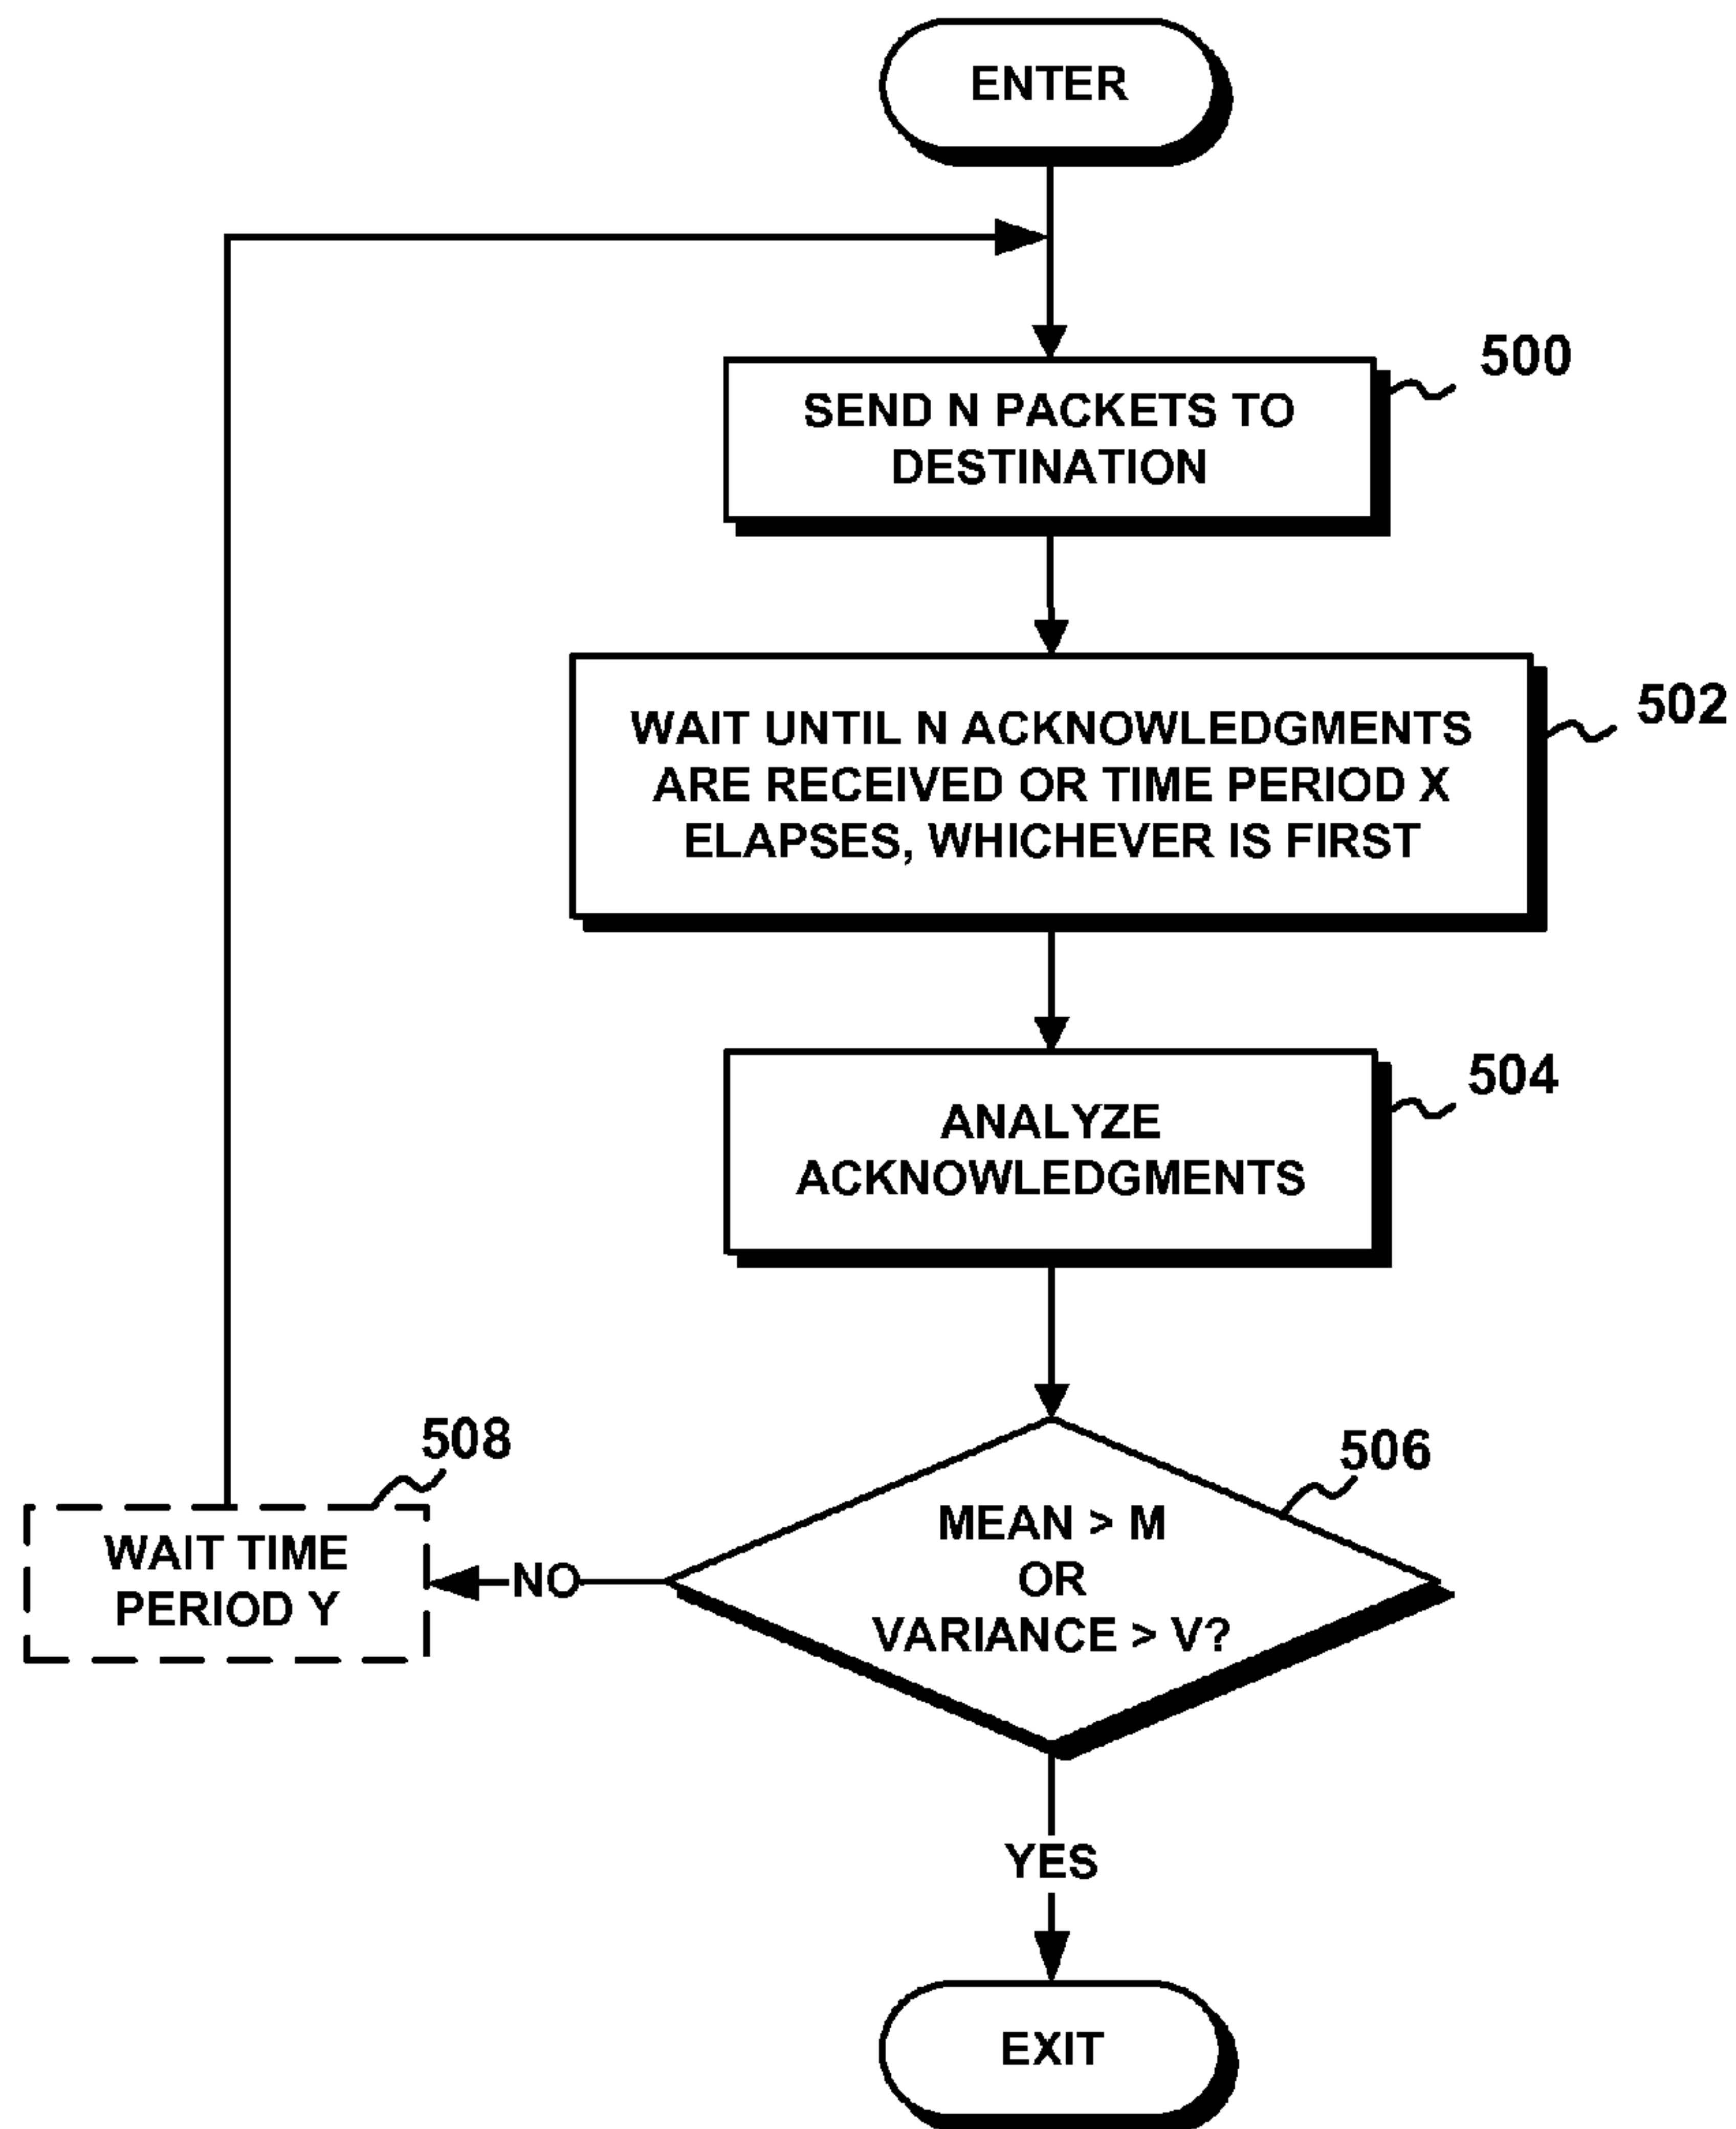 ENTER
500
SEND N PACKETS TO
DESTINATION
502
WAIT UNTIL N ACKNOWLEDGMENTS
ARE RECEIVED OR TIME PERIOD X
ELAPSES, WHICHEVER IS FIRST
504
ANALYZE
ACKNOWLEDGMENTS
506
MEAN > M
OR
VARIANCE > V?
NO
508
WAIT TIME
PERIOD Y
YES
EXIT